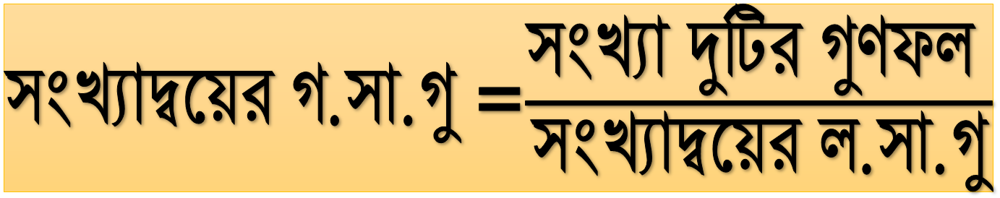 সংখ্যা দুটির গুণফল
সংখ্যাদ্বয়ের গ.সা.গু =
সংখ্যাদ্বয়ের ল.সা.গু